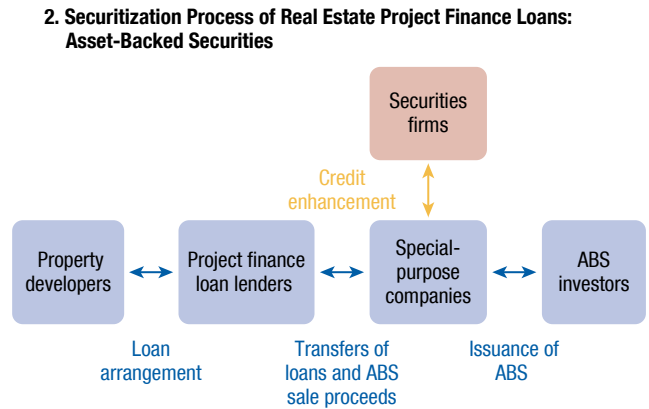 2. Securitization Process of Real Estate Project Finance Loans:
Asset-Backed Securities
Securities
firms
Credit
enhancement
Property
developers
Project finance
loan lenders
Special-
purpose
companies
ABS
investors
Loan
arrangement
Transfers of
loans and ABS
sale proceeds
Issuance of
ABS